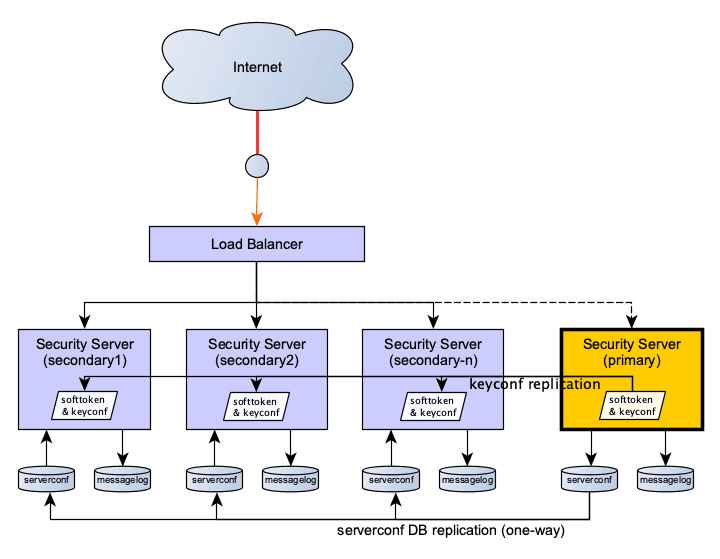 Internet
Load Balancer
Security Server
(secondary1)
Security Server
(secondary2)
Security Server
(secondary-n)
Security Server
(primary)
keyconf replication
softtoken
& keyconf
softtoken
& keyconf
softtoken
& keyconf
softtoken
& keyconf
serverconf
messagelog
serverconf
messagelog
serverconf
messagelog
serverconf
messagelog
serverconf DB replication (one-way)